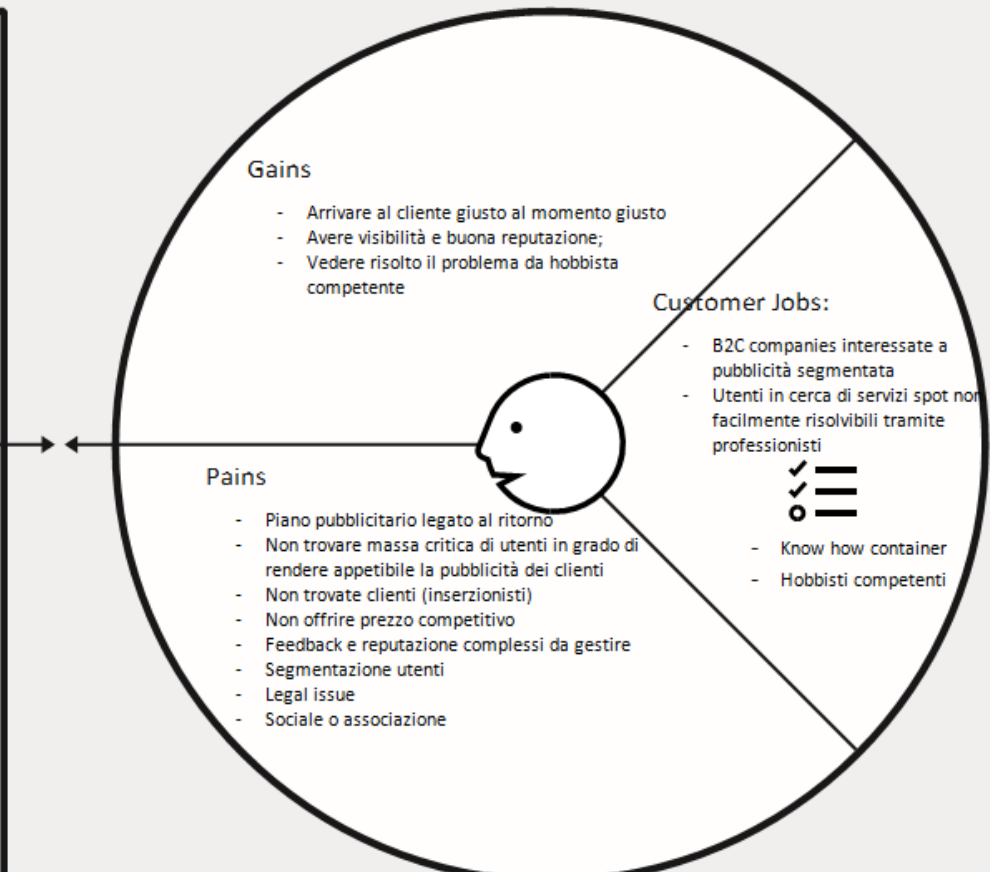 Gains
- Arrivare al cliente giusto al momento giusto
- Avere visibilità e buona reputazione;
- Vedere risolto il problema da hobbista
competente
Customer Jobs:
- B2C companies interessate a
pubblicità segmentata
- Utenti in cerca di servizi spot non
facilmente risolvibili tramite
professionisti
- Know how container
- Hobbisti competenti
Pains
- Piano pubblicitario legato al ritorno
- Non trovare massa critica di utenti in grado di
rendere appetibile la pubblicità dei clienti
- Non trovate clienti (inserzionisti)
- Non offrire prezzo competitivo
- Feedback e reputazione complessi da gestire
- Segmentazione utenti
- Legal issue
- Sociale o associazione